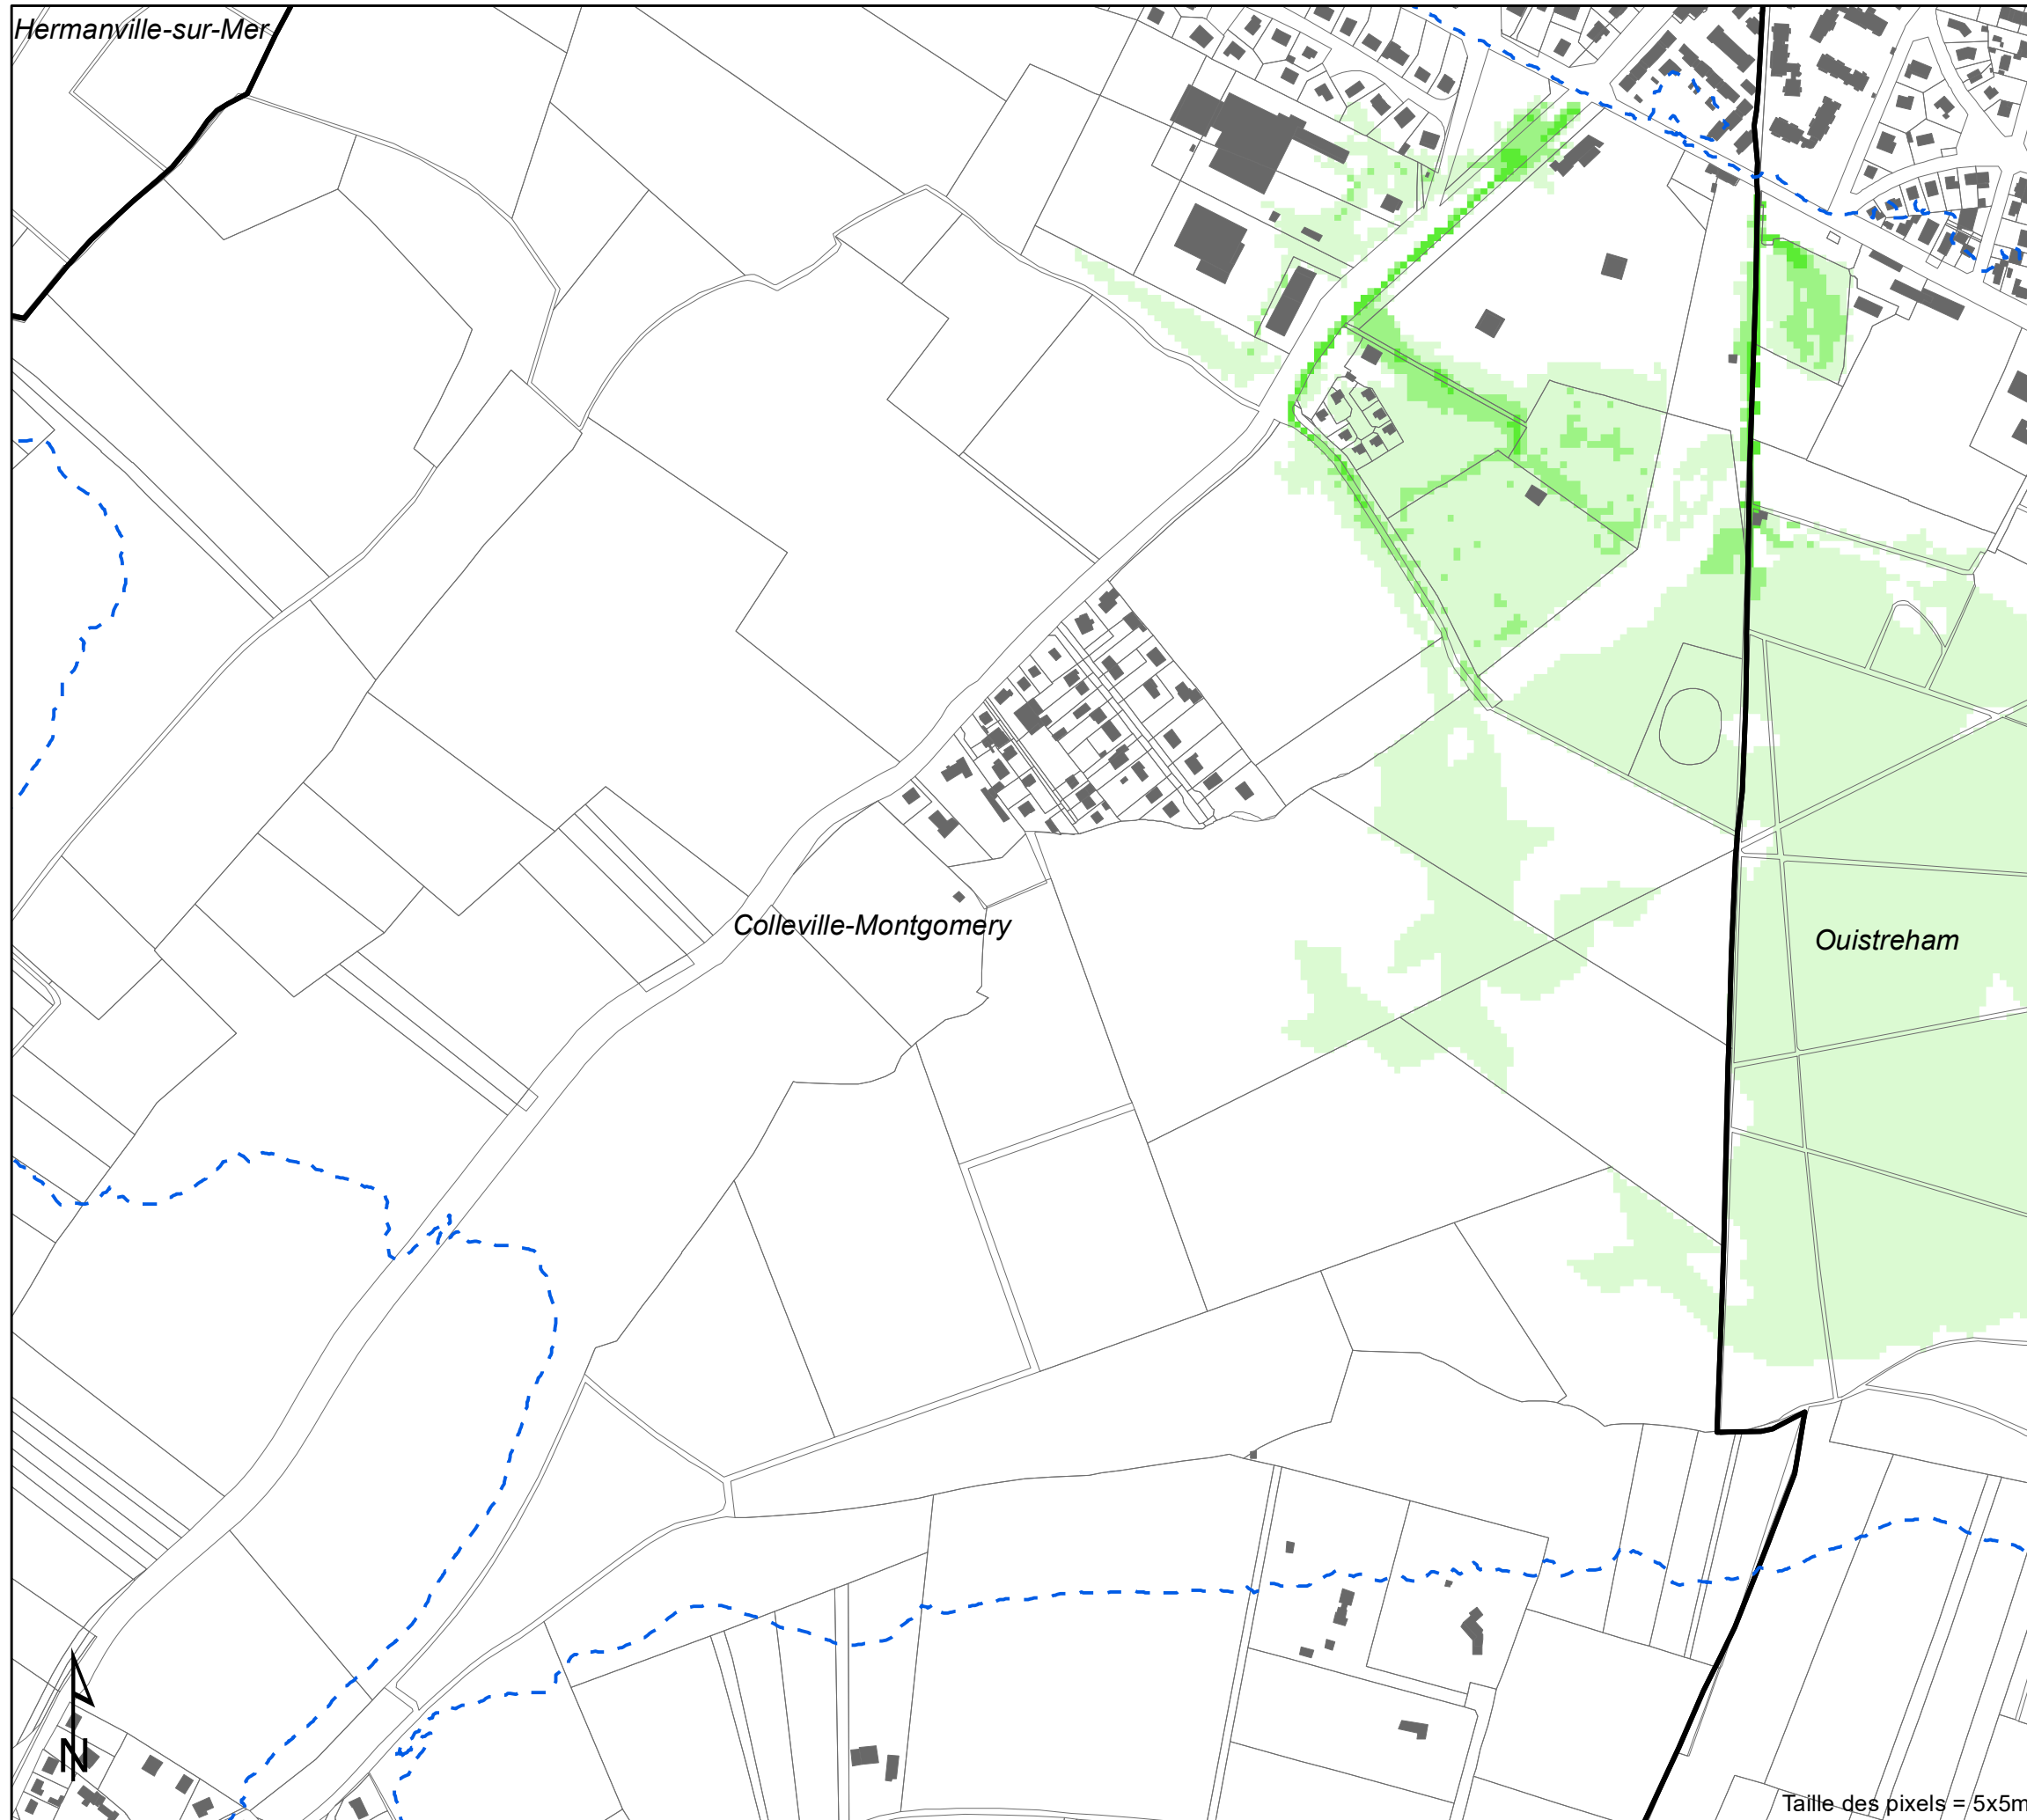 Hermanville-sur-Mer
Colleville-Montgomery
Ouistreham
N
Taille des pixels = 5x5m